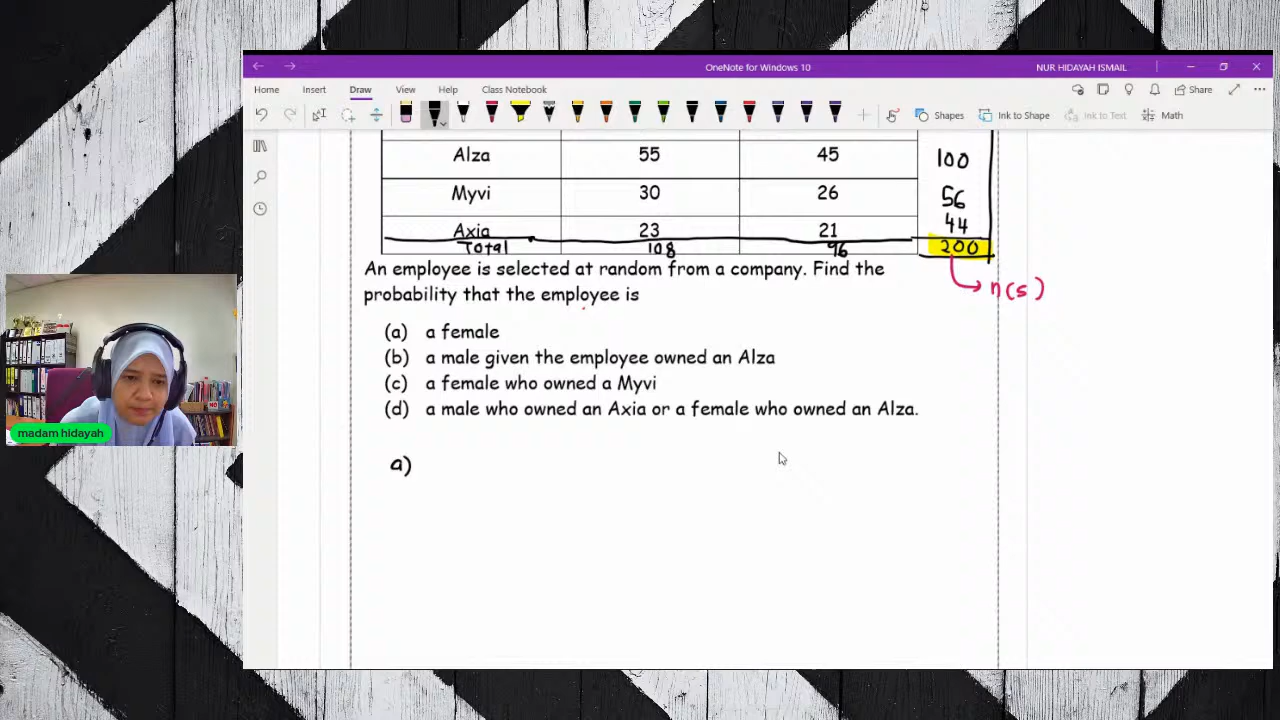 OneNote for Windows 10
NUR HIDAYAH ISMAIL
Home Insert Draw View Help Class Notebook
Share
Shapes Ink to Shape Ink to Text Math
Alza 55 45 100
Myvi 30 26 56
Axia 23 21 44
Total 108 96 200
n(s)
An employee is selected at random from a company. Find the
probability that the employee is
(a) a female
(b) a male given the employee owned an Alza
(c) a female who owned a Myvi
(d) a male who owned an Axia or a female who owned an Alza.
a)
madam hidayah